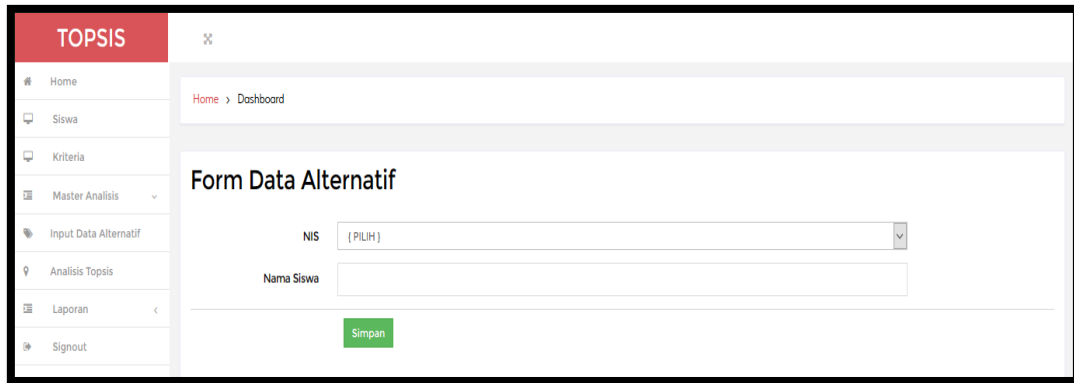 TOPSIS
Home
Siswa
Kriteria
Master Analisis
Input Data Alternatif
Analisis Topsis
Laporan
Signout
Home > Dashboard
Form Data Alternatif
NIS { PILIH }
Nama Siswa
Simpan